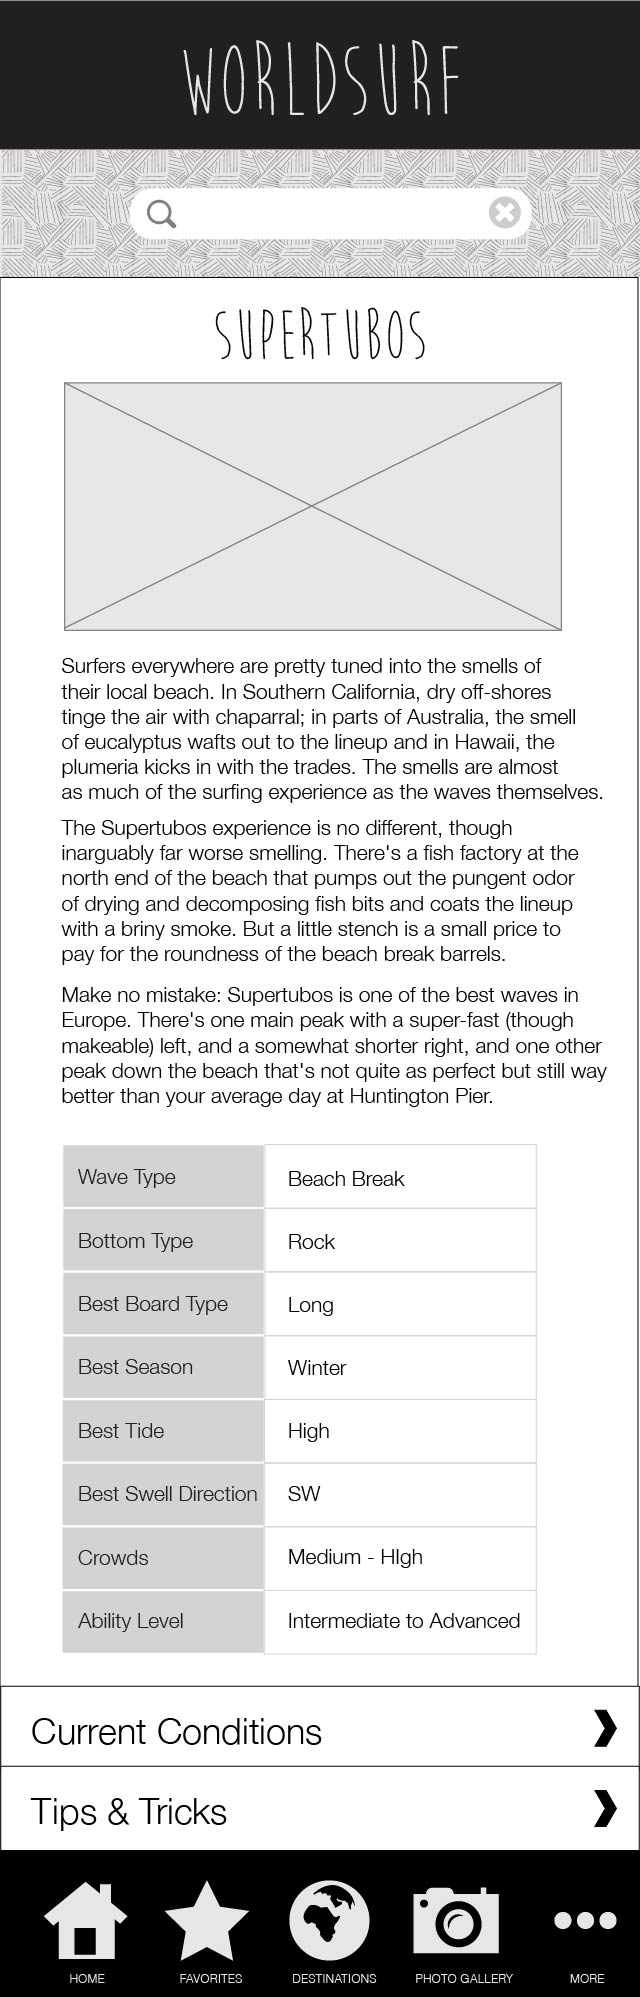 WORLDSURF
SUPERTUBOS
Surfers everywhere are pretty tuned into the smells of
their local beach. In Southern California, dry off-shores
tinge the air with chaparral; in parts of Australia, the smell
of eucalyptus wafts out to the lineup and in Hawaii, the
plumeria kicks in with the trades. The smells are almost
as much of the surfing experience as the waves themselves.
The Supertubos experience is no different, though
inarguably far worse smelling. There's a fish factory at the
north end of the beach that pumps out the pungent odor
of drying and decomposing fish bits and coats the lineup
with a briny smoke. But a little stench is a small price to
pay for the roundness of the beach break barrels.
Make no mistake: Supertubos is one of the best waves in
Europe. There's one main peak with a super-fast (though
makeable) left, and a somewhat shorter right, and one other
peak down the beach that's not quite as perfect but still way
better than your average day at Huntington Pier.
Wave Type Beach Break
Bottom Type Rock
Best Board Type Long
Best Season Winter
Best Tide High
Best Swell Direction SW
Crowds Medium - HIgh
Ability Level Intermediate to Advanced
Current Conditions
Tips & Tricks
HOME FAVORITES DESTINATIONS PHOTO GALLERY MORE